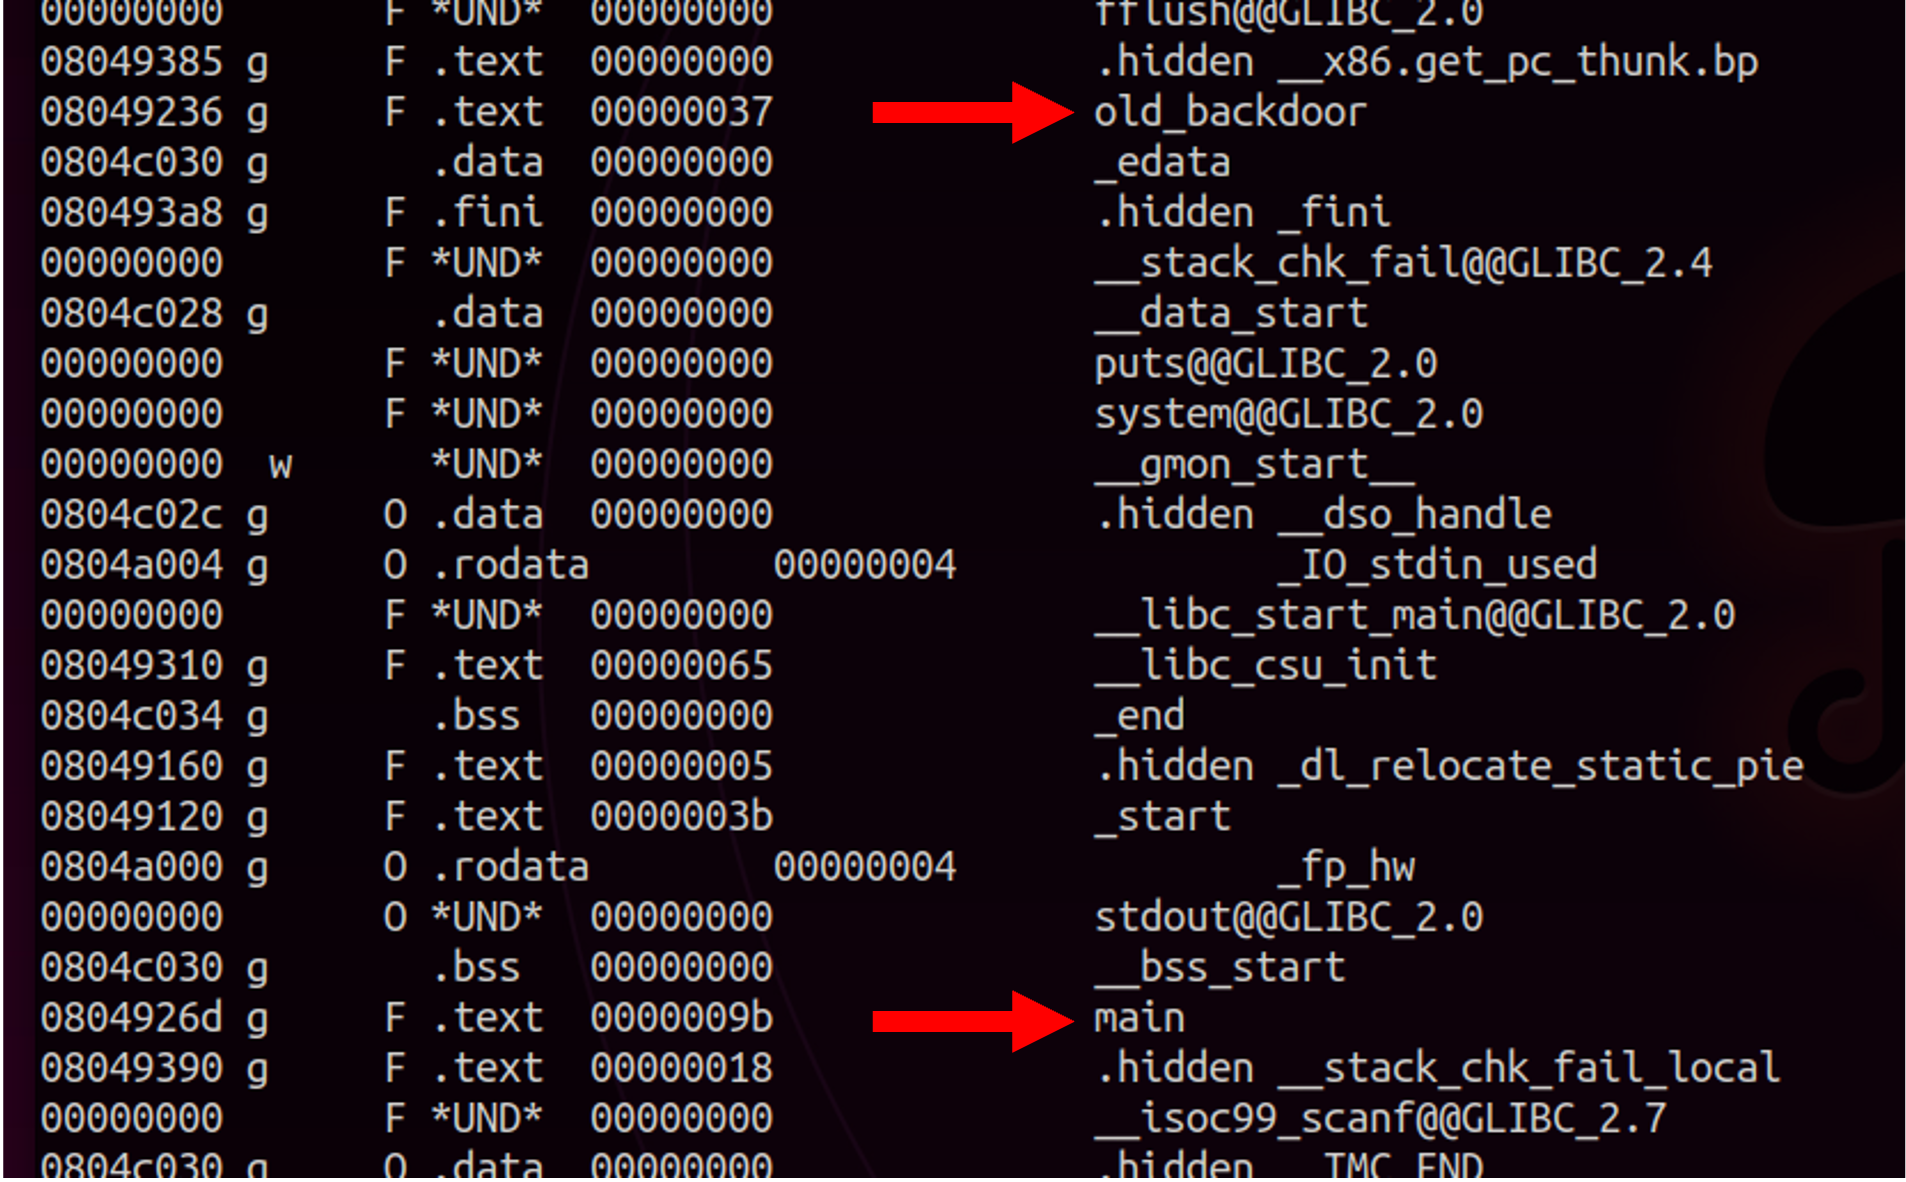 00000000 F *UND* 00000000 fflush@@GLIBC_2.0
08049385 g F .text 00000000 .hidden __x86.get_pc_thunk.bp
08049236 g F .text 00000037 old_backdoor
0804c030 g .data 00000000 _edata
080493a8 g F .fini 00000000 .hidden _fini
00000000 F *UND* 00000000 __stack_chk_fail@@GLIBC_2.4
0804c028 g .data 00000000 __data_start
00000000 F *UND* 00000000 puts@@GLIBC_2.0
00000000 F *UND* 00000000 system@@GLIBC_2.0
00000000 w *UND* 00000000 __gmon_start__
0804c02c g O .data 00000000 .hidden __dso_handle
0804a004 g O .rodata 00000004 _IO_stdin_used
00000000 F *UND* 00000000 __libc_start_main@@GLIBC_2.0
08049310 g F .text 00000065 __libc_csu_init
0804c034 g .bss 00000000 _end
08049160 g F .text 00000005 .hidden _dl_relocate_static_pie
08049120 g F .text 0000003b _start
0804a000 g O .rodata 00000004 _fp_hw
00000000 O *UND* 00000000 stdout@@GLIBC_2.0
0804c030 g .bss 00000000 __bss_start
0804926d g F .text 0000009b main
08049390 g F .text 00000018 .hidden __stack_chk_fail_local
00000000 F *UND* 00000000 __isoc99_scanf@@GLIBC_2.7
0804c030 g O .data 00000000 .hidden __TMC_END__